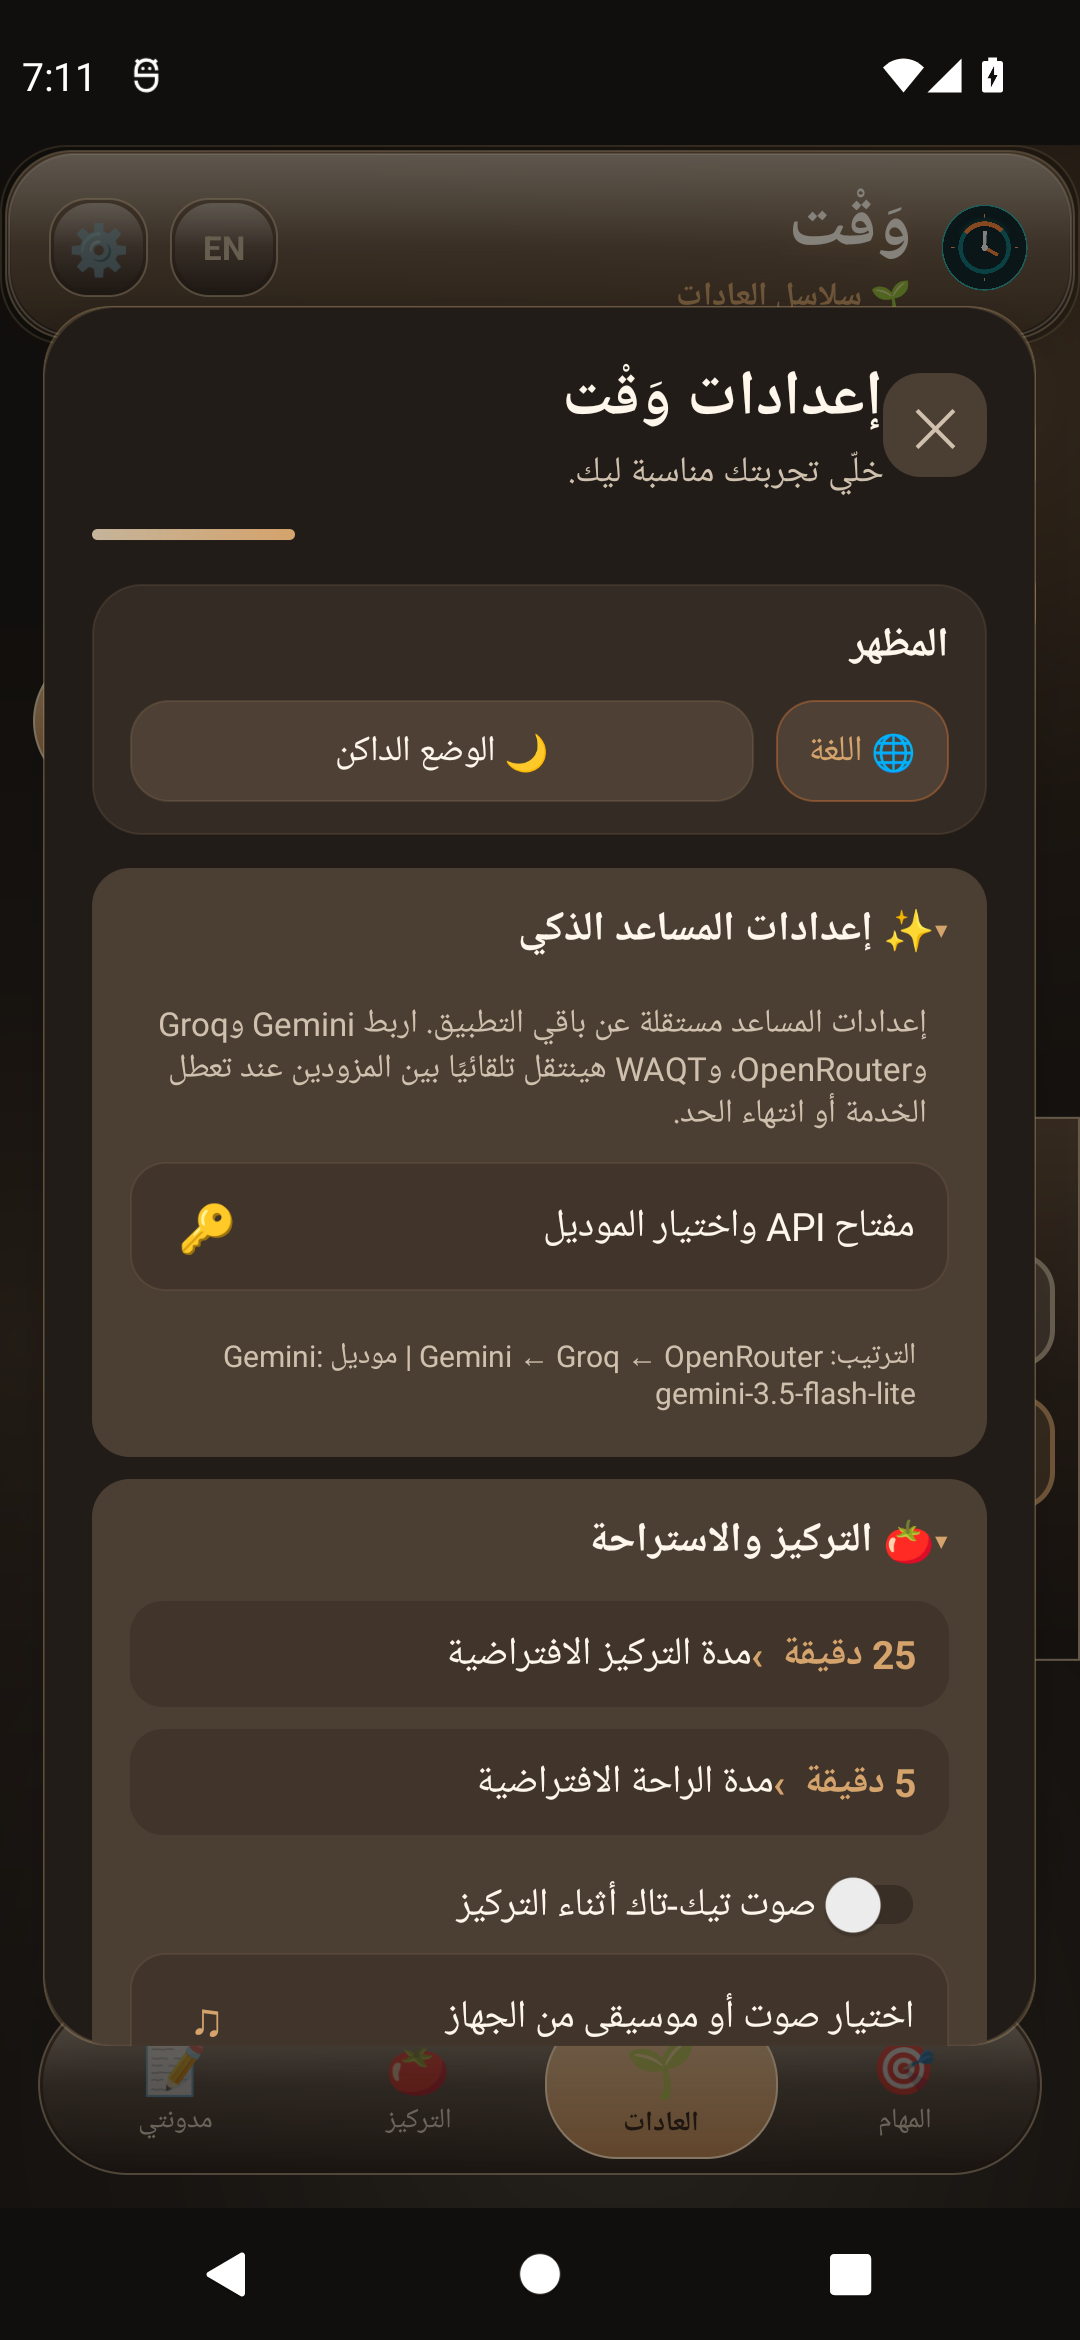 7:11
وَقْت
EN
🌱 سلاسل العادات
إعدادات وَقْت
خلّي تجربتك مناسبة ليك.
المظهر
🌐 اللغة
🌙 الوضع الداكن
▾ ✨ إعدادات المساعد الذكي
إعدادات المساعد مستقلة عن باقي التطبيق. اربط Gemini وGroq
وOpenRouter، وWAQT هينتقل تلقائيًا بين المزودين عند تعطل
الخدمة أو انتهاء الحد.
مفتاح API واختيار الموديل 🔑
الترتيب: Gemini ← Groq ← OpenRouter | موديل Gemini:
gemini-3.5-flash-lite
▾ 🍅 التركيز والاستراحة
25 دقيقة ‹ مدة التركيز الافتراضية
5 دقيقة ‹ مدة الراحة الافتراضية
صوت تيك-تاك أثناء التركيز
اختيار صوت أو موسيقى من الجهاز ♫
المهام
العادات
التركيز
مدونتي